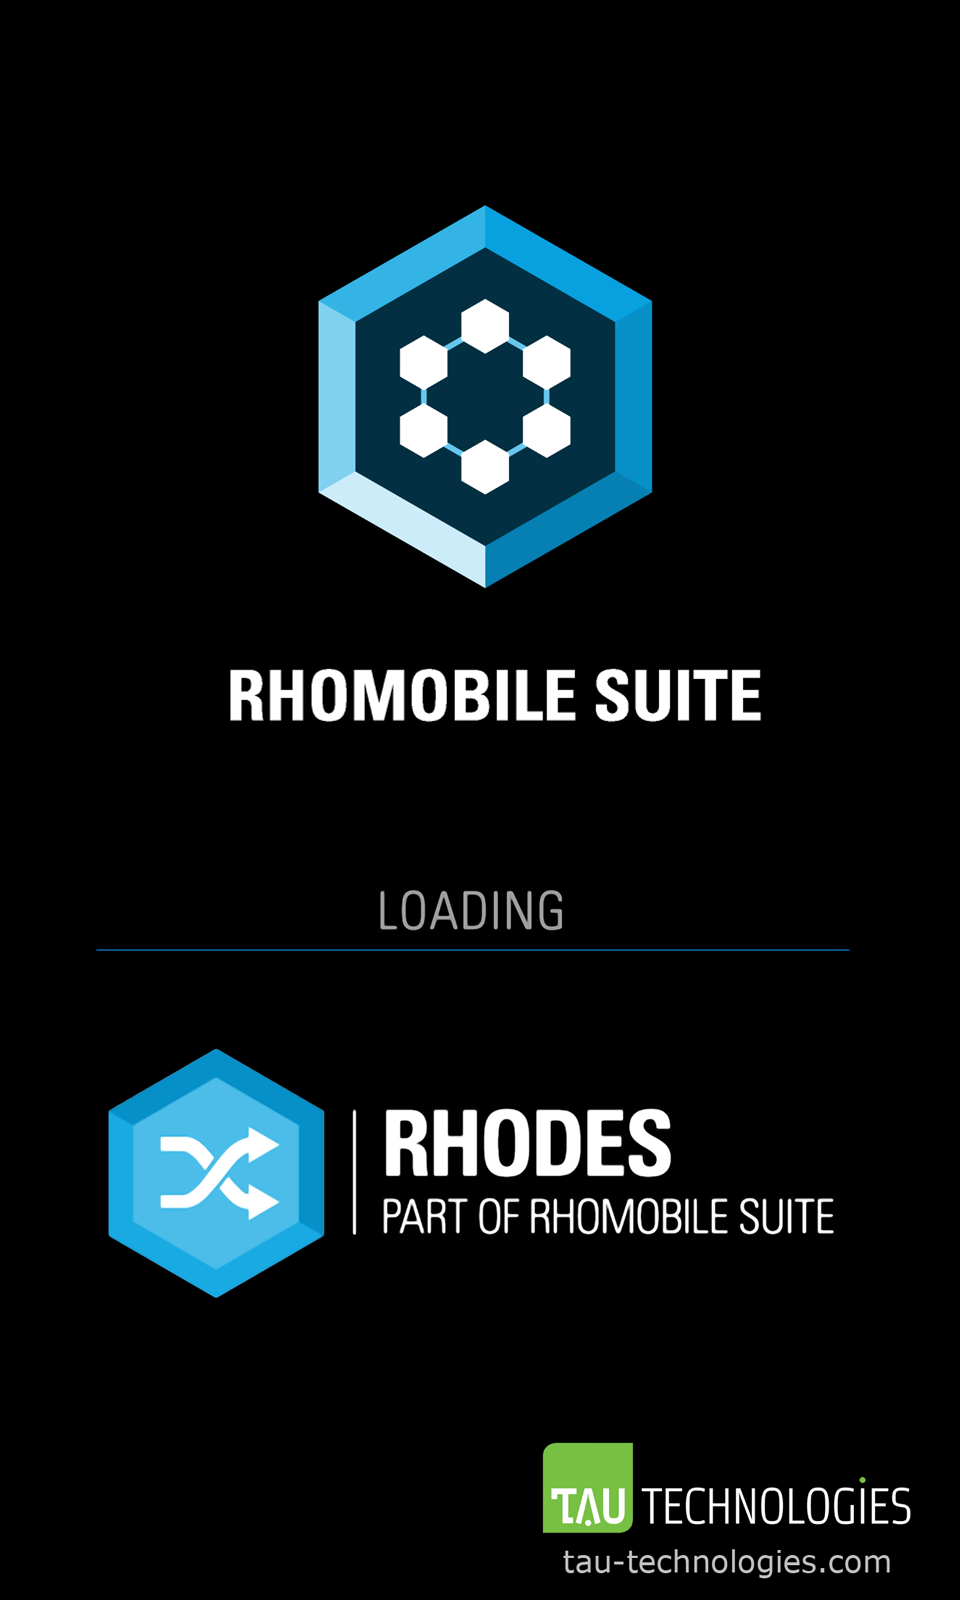 RHOMOBILE SUITE
LOADING
RHODES
PART OF RHOMOBILE SUITE
TAU TECHNOLOGIES
tau-technologies.com